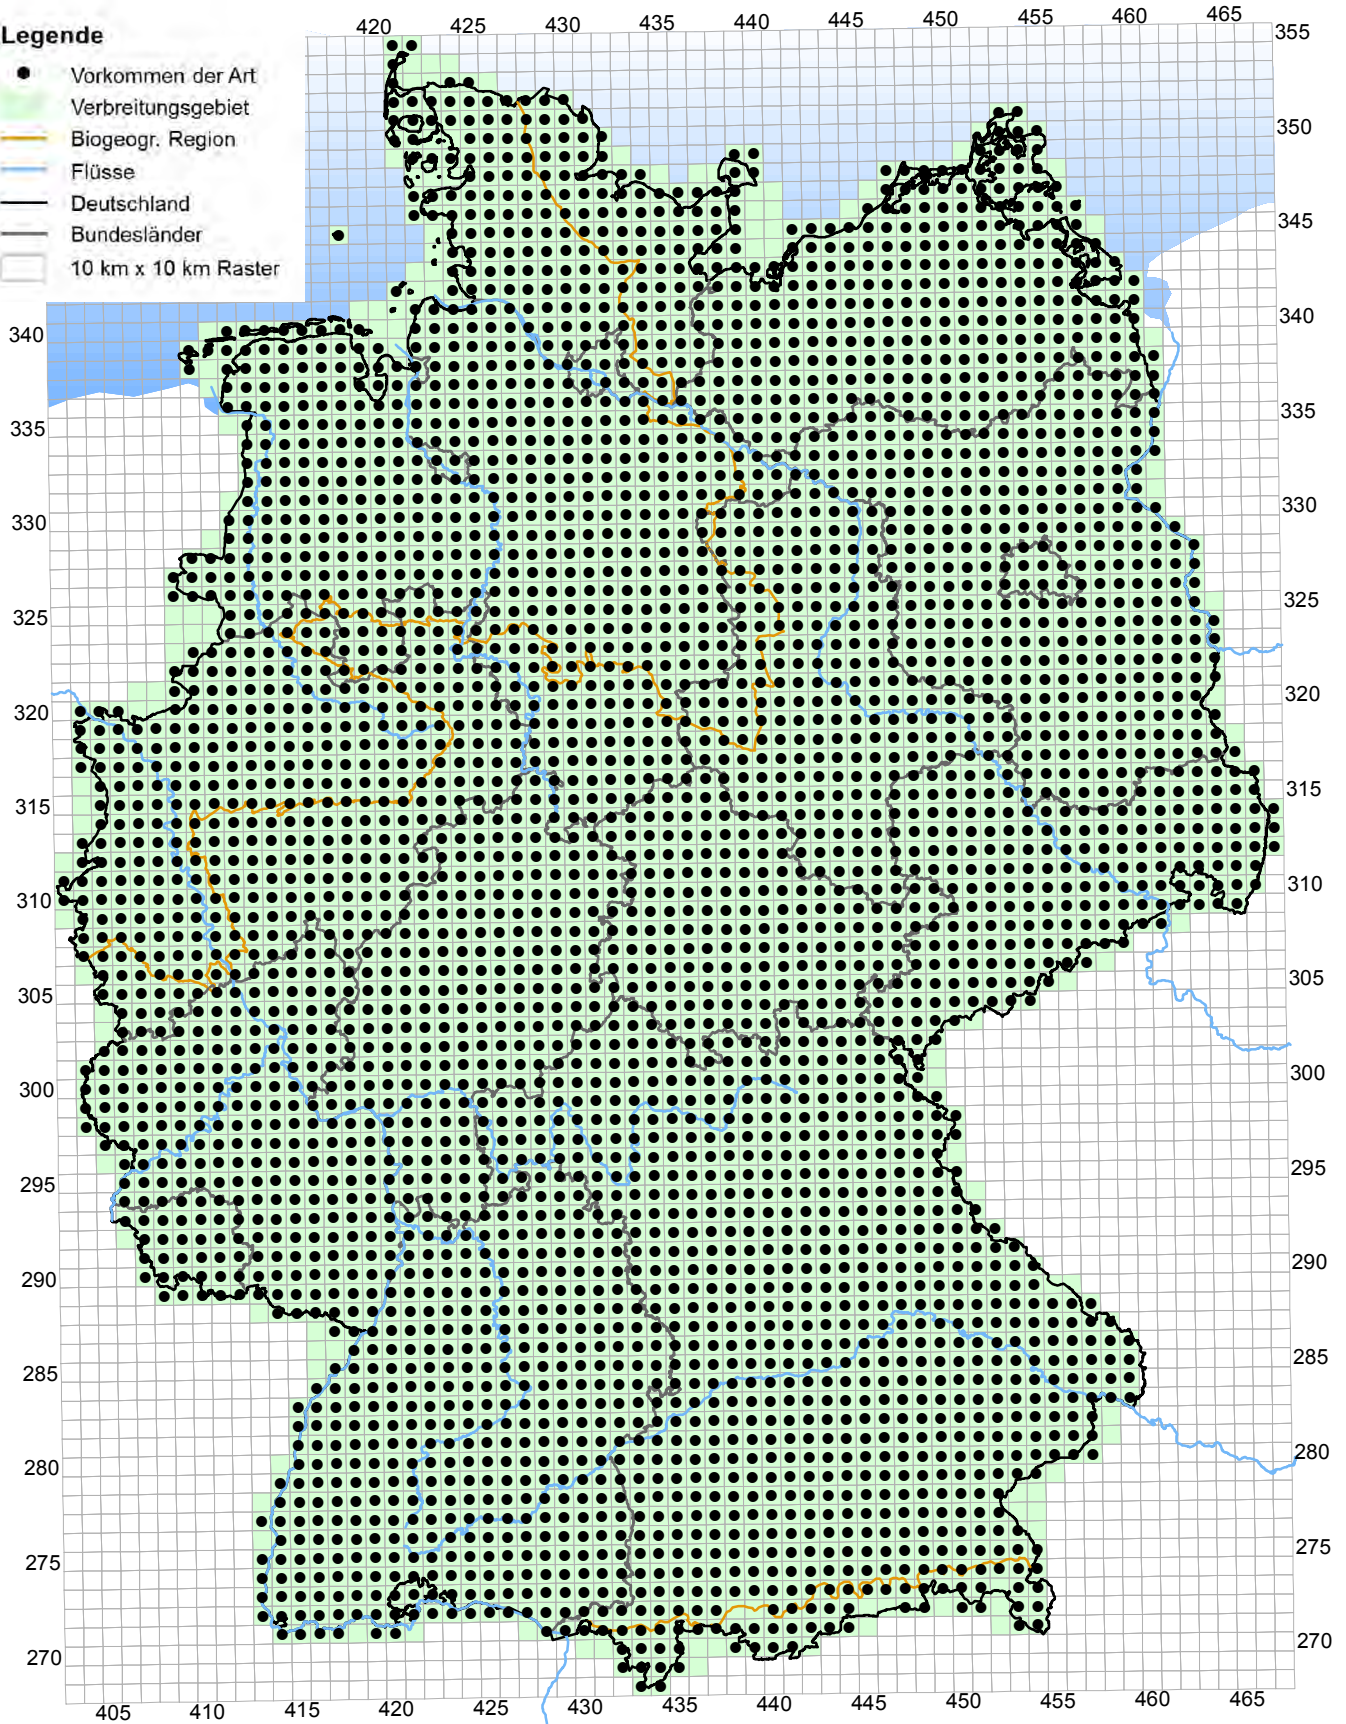 420 425 430 435 440 445 450 455 460 465
355
Legende
Vorkommen der Art
Verbreitungsgebiet
Biogeogr. Region
Flüsse
Deutschland
Bundesländer
10 km x 10 km Raster
350
345
340 340
335 335
330 330
325 325
320 320
315 315
310 310
305 305
300 300
295 295
290 290
285 285
280 280
275 275
270 270
405 410 415 420 425 430 435 440 445 450 455 460 465